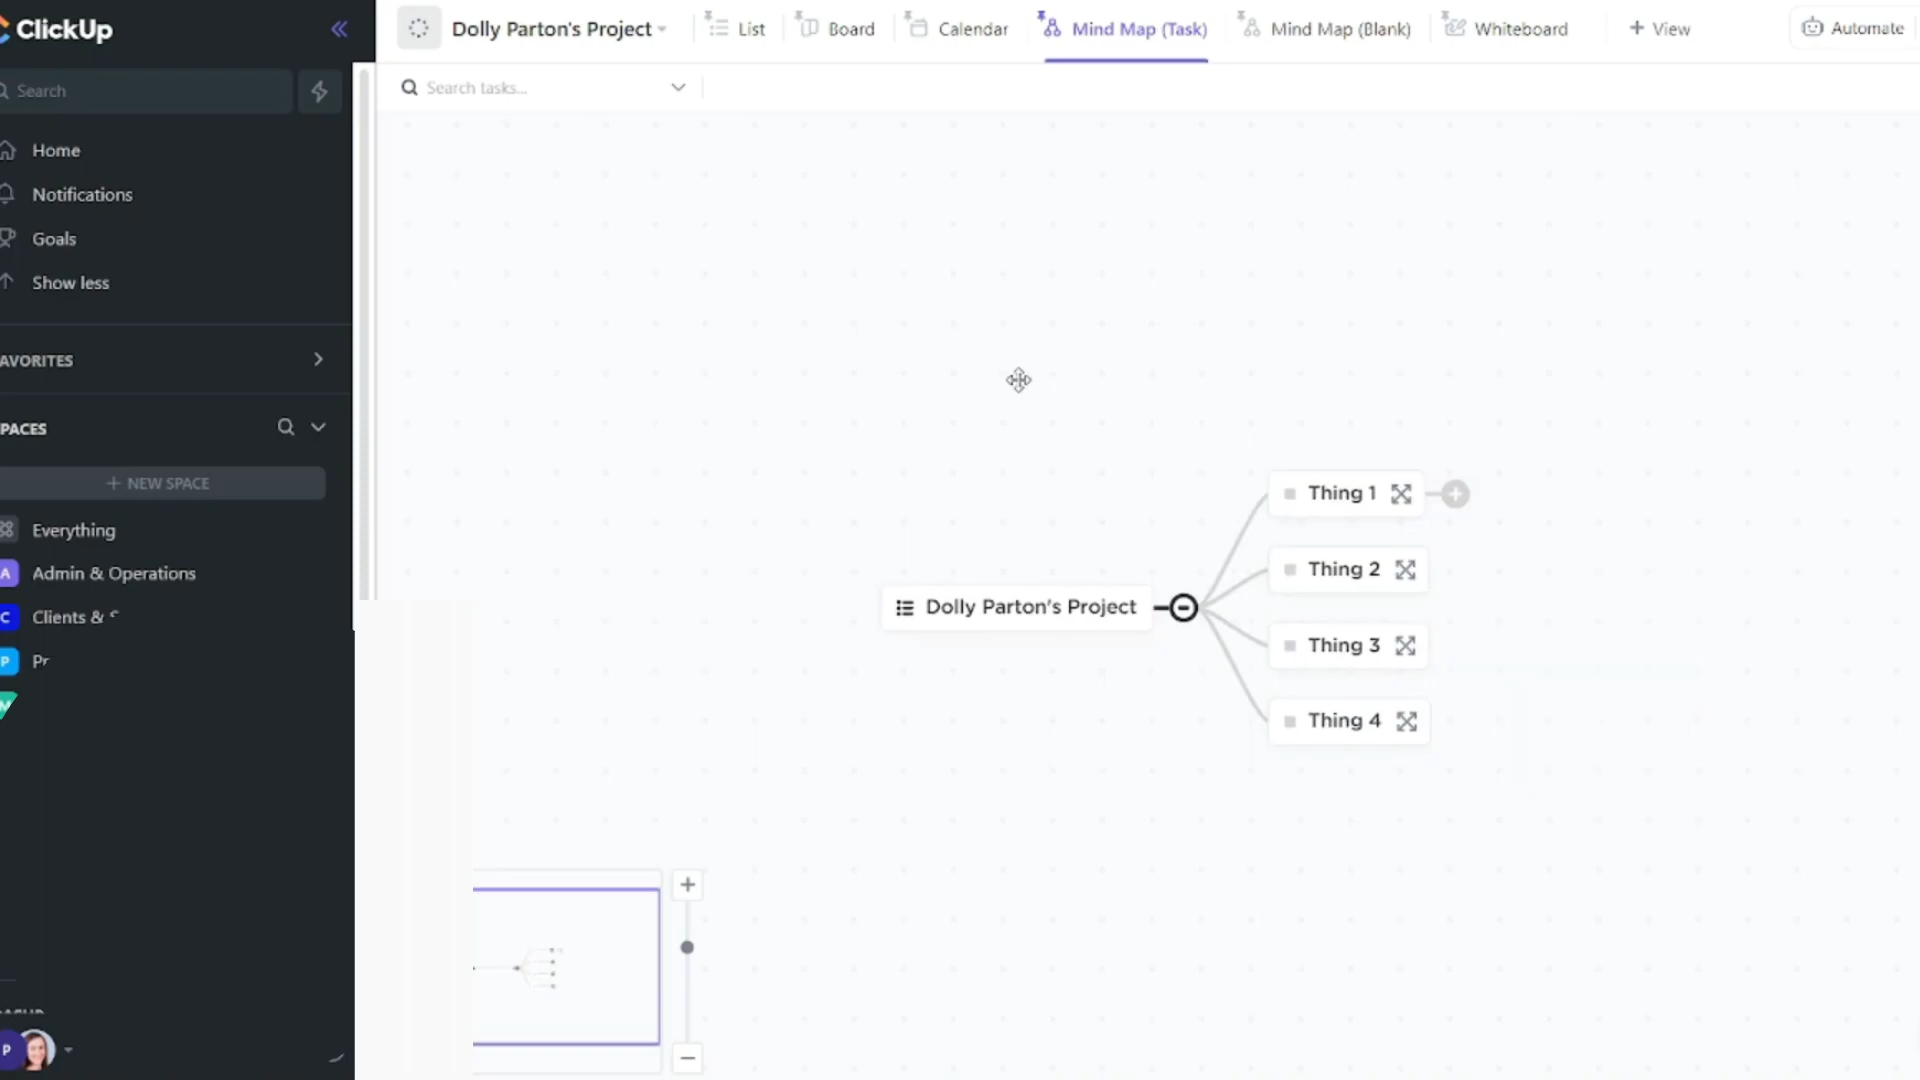 ClickUp
Dolly Parton's Project
List
Board
Calendar
Mind Map (Task)
Mind Map (Blank)
Whiteboard
+ View
Automate
Search
Search tasks...
Home
Notifications
Goals
Show less
AVORITES
PACES
+ NEW SPACE
Everything
A Admin & Operations
C Clients &
P Pr
M
Thing 1
Thing 2
Dolly Parton's Project
Thing 3
Thing 4
P